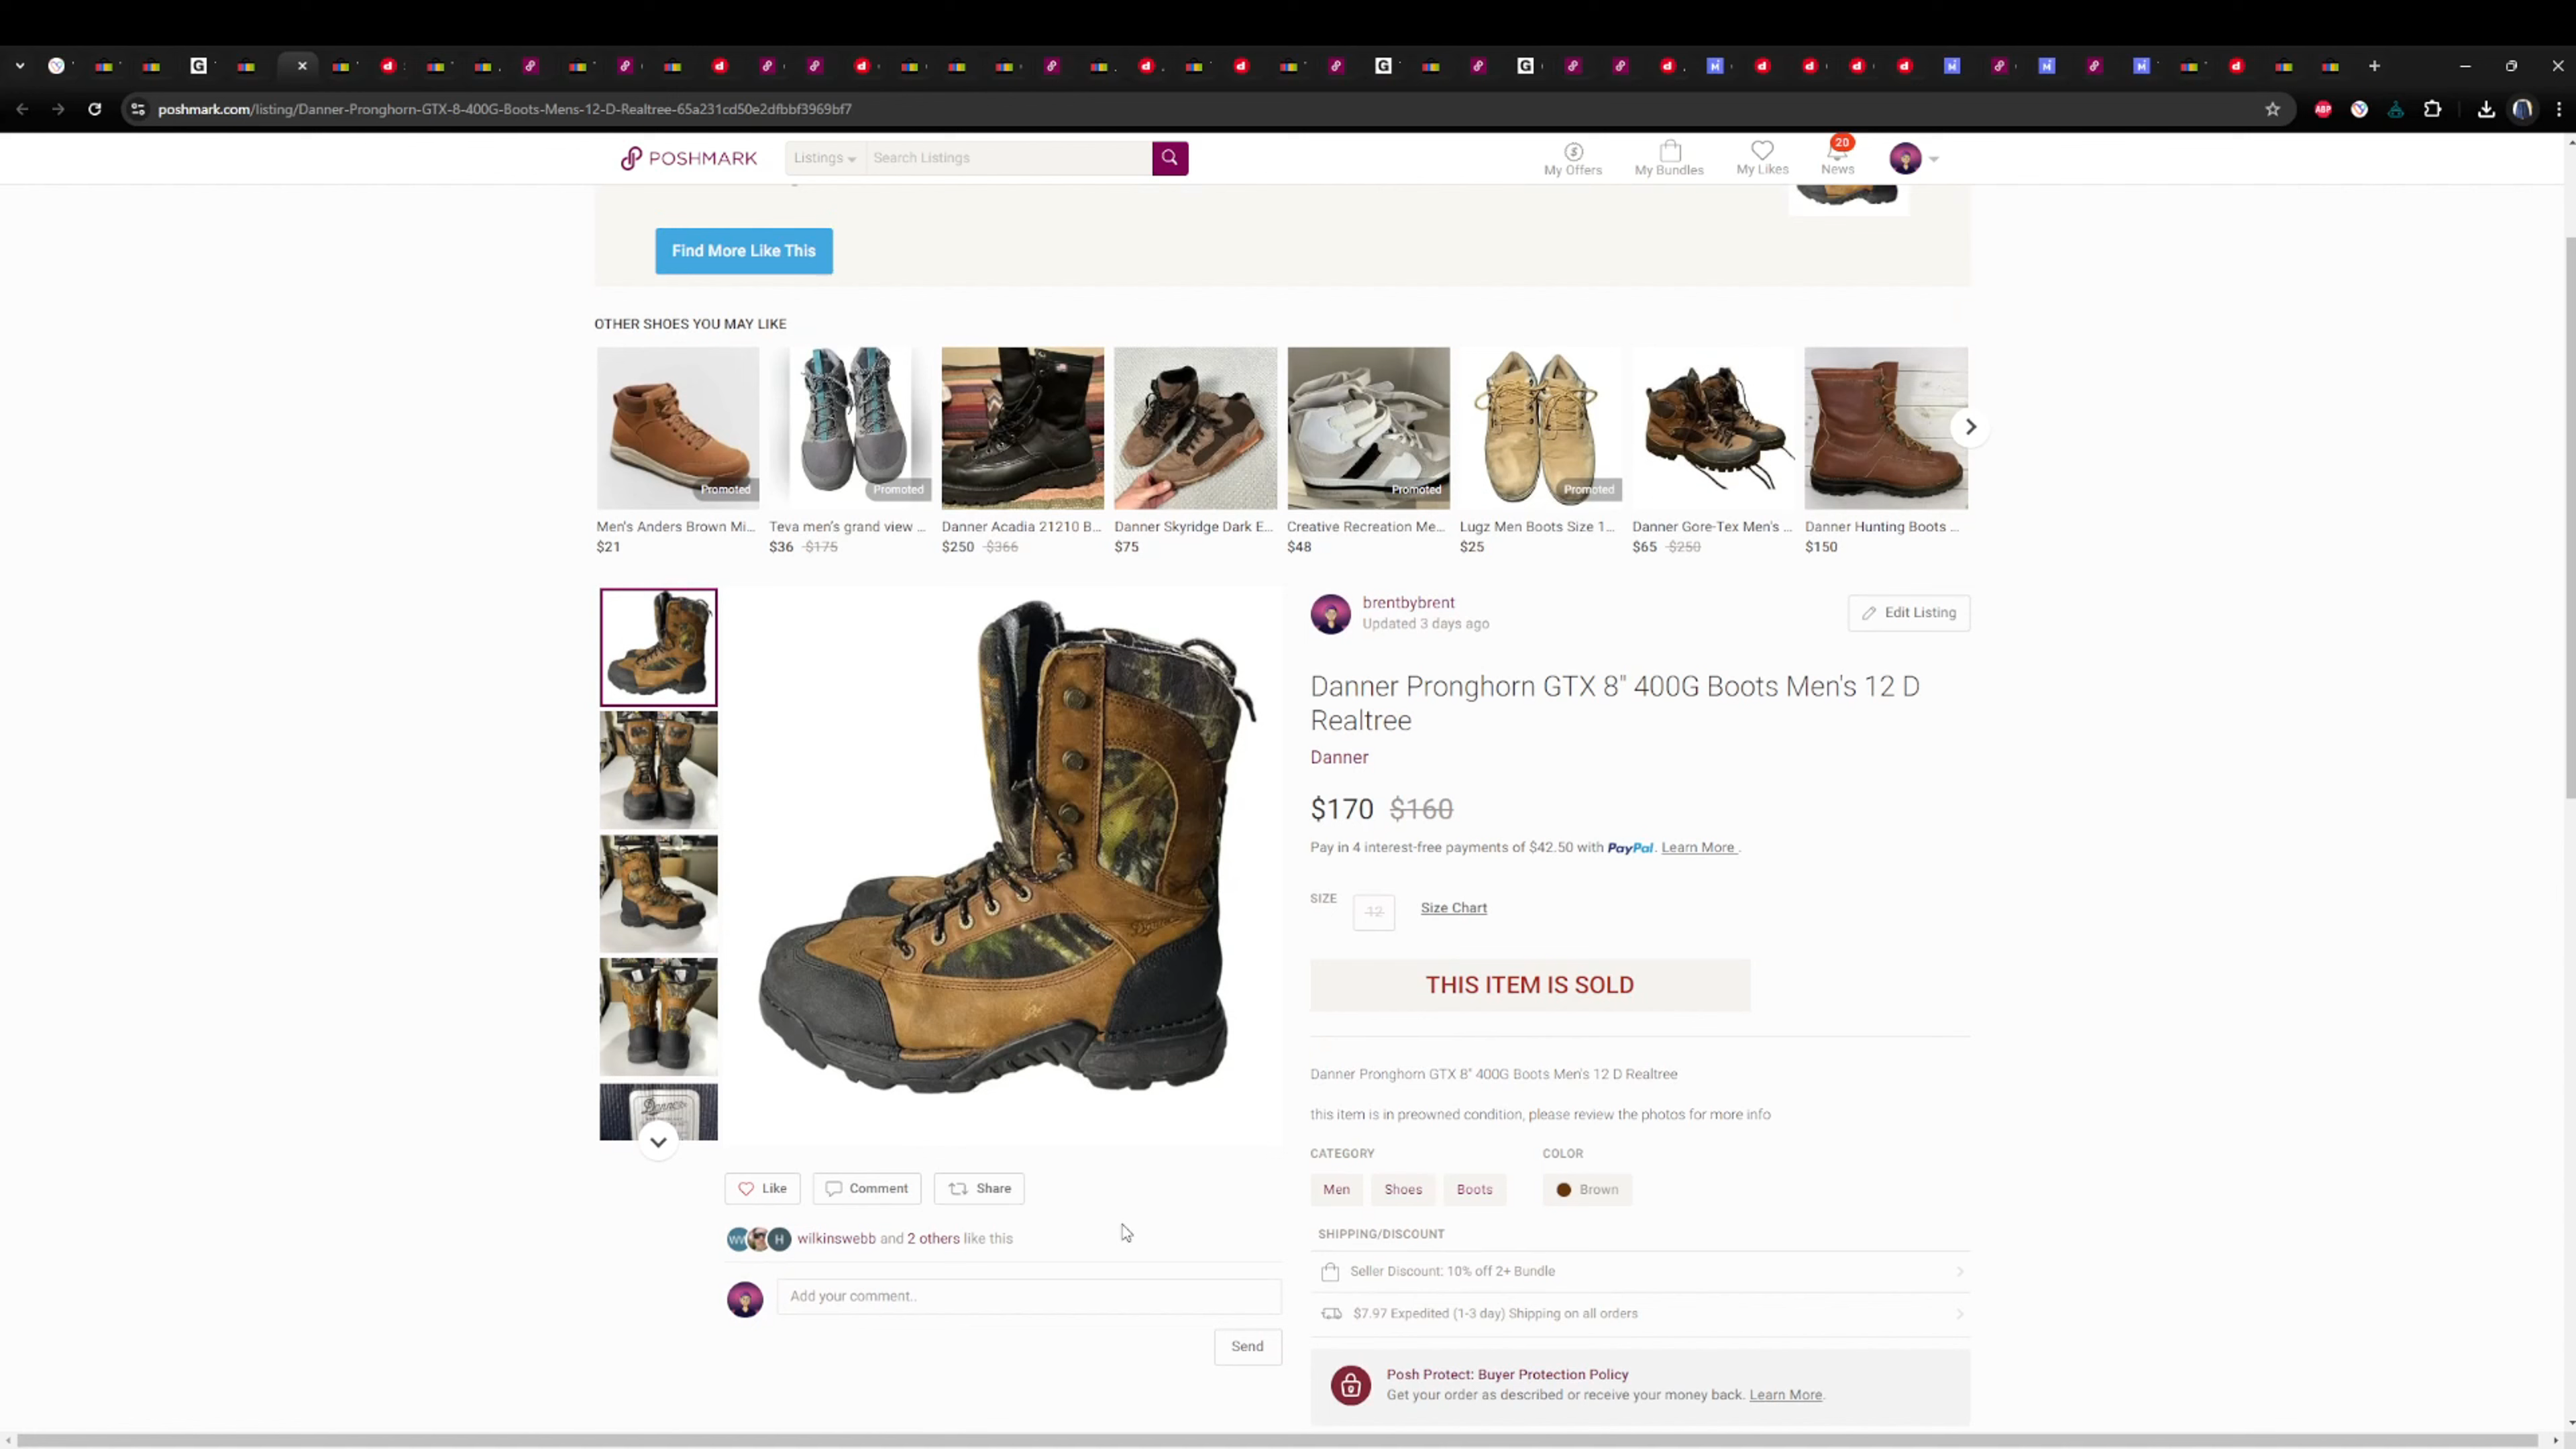 poshmark.com/listing/Danner-Pronghorn-GTX-8-400G-Boots-Mens-12-D-Realtree-65a231cd50e2dfbbf3969bf7
ABP
POSHMARK
Listings
Search Listings
My Offers
My Bundles
My Likes
20
News
Find More Like This
OTHER SHOES YOU MAY LIKE
Promoted
Promoted
Promoted
Promoted
Men's Anders Brown Mi...
Teva men's grand view ...
Danner Acadia 21210 B...
Danner Skyridge Dark E...
Creative Recreation Me...
Lugz Men Boots Size 1...
Danner Gore-Tex Men's ...
Danner Hunting Boots ...
$21
$36 $175
$250 $366
$75
$48
$25
$65 $250
$150
brentbybrent
Updated 3 days ago
Edit Listing
Danner Pronghorn GTX 8" 400G Boots Men's 12 D
Realtree
Danner
$170 $160
Pay in 4 interest-free payments of $42.50 with PayPal. Learn More .
SIZE
12
Size Chart
THIS ITEM IS SOLD
Danner Pronghorn GTX 8" 400G Boots Men's 12 D Realtree
this item is in preowned condition, please review the photos for more info
CATEGORY
COLOR
Men
Shoes
Boots
Brown
SHIPPING/DISCOUNT
Seller Discount: 10% off 2+ Bundle
$7.97 Expedited (1-3 day) Shipping on all orders
Posh Protect: Buyer Protection Policy
Get your order as described or receive your money back. Learn More.
Danner
Like
Comment
Share
wilkinswebb and 2 others like this
Add your comment..
Send